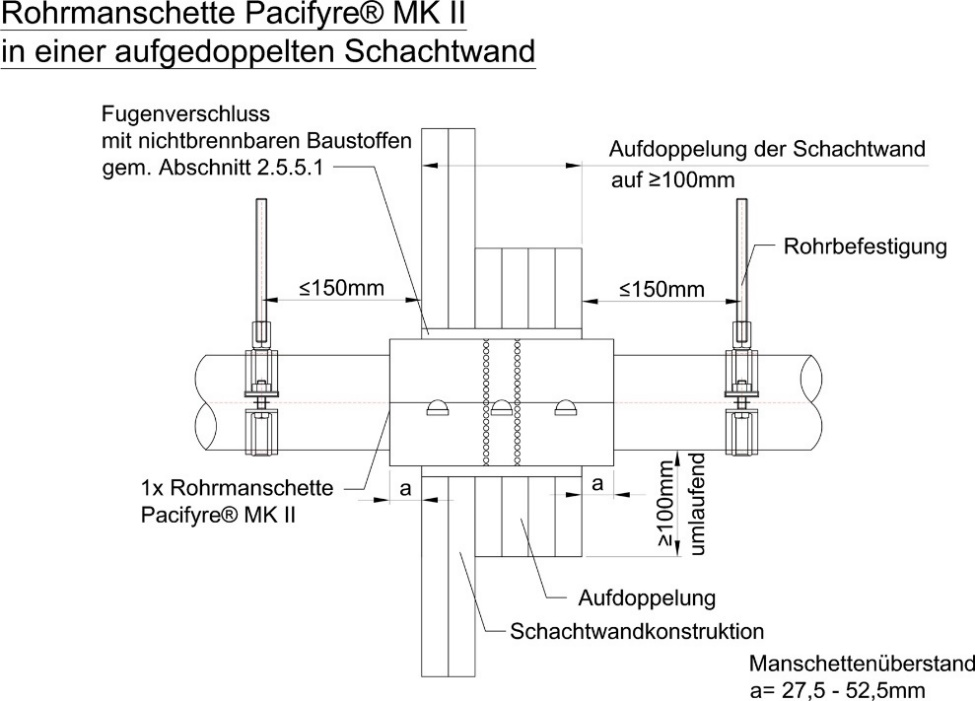 Rohrmanschette Pacifyre® MK II
in einer aufgedoppelten Schachtwand
Fugenverschluss
mit nichtbrennbaren Baustoffen
gem. Abschnitt 2.5.5.1
Aufdoppelung der Schachtwand
auf ≥100mm
Rohrbefestigung
≤150mm
≤150mm
1x Rohrmanschette
Pacifyre® MK II
a
a
≥100mm
umlaufend
Aufdoppelung
Schachtwandkonstruktion
Manschettenüberstand
a= 27,5 - 52,5mm